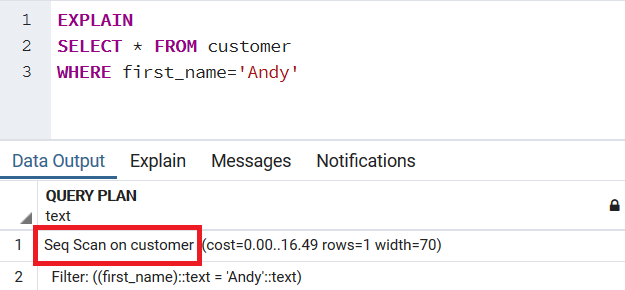 1 EXPLAIN
2 SELECT * FROM customer
3 WHERE first_name='Andy'
Data Output Explain Messages Notifications
QUERY PLAN
text
1 Seq Scan on customer (cost=0.00..16.49 rows=1 width=70)
2 Filter: ((first_name)::text = 'Andy'::text)